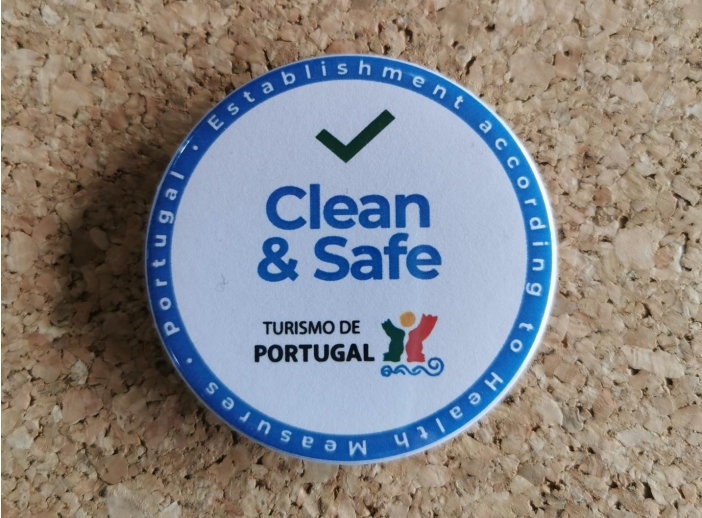 Portugal · Establishment according to Health Measures ·
Clean
& Safe
TURISMO DE
PORTUGAL